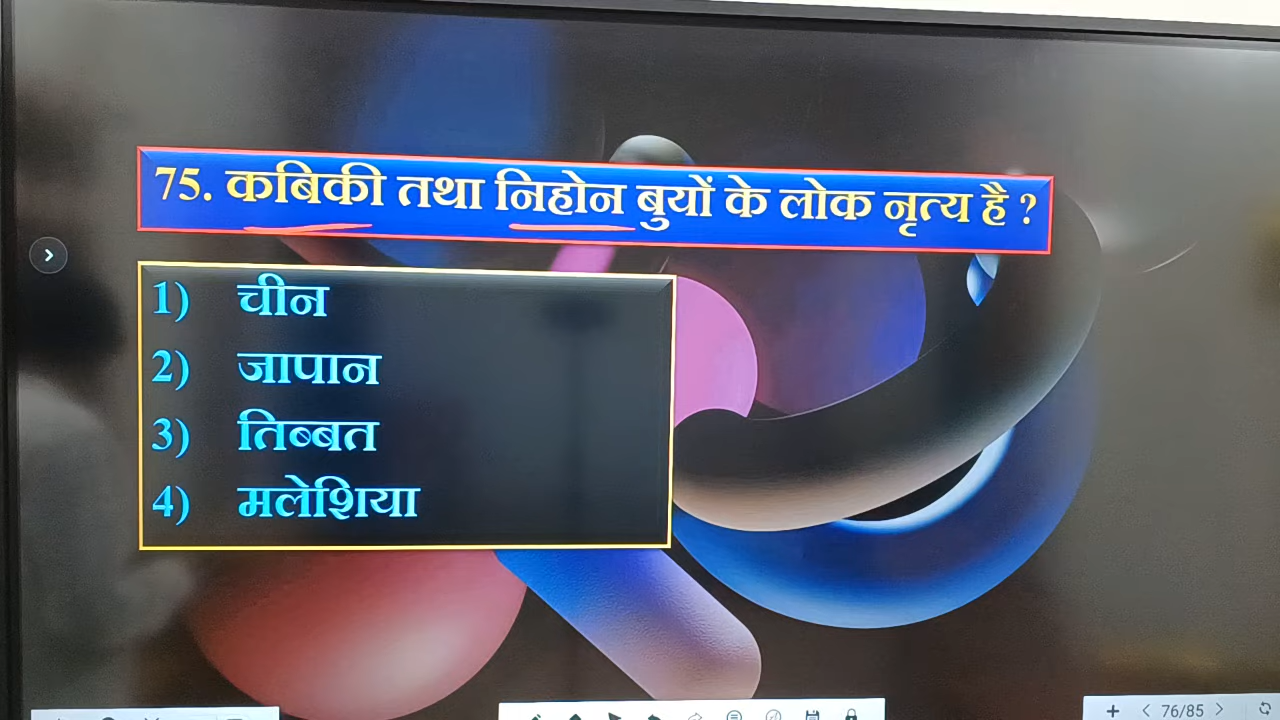 75. कबिकी तथा निहोन बुयों के लोक नृत्य है ?
1) चीन
2) जापान
3) तिब्बत
4) मलेशिया
76/85